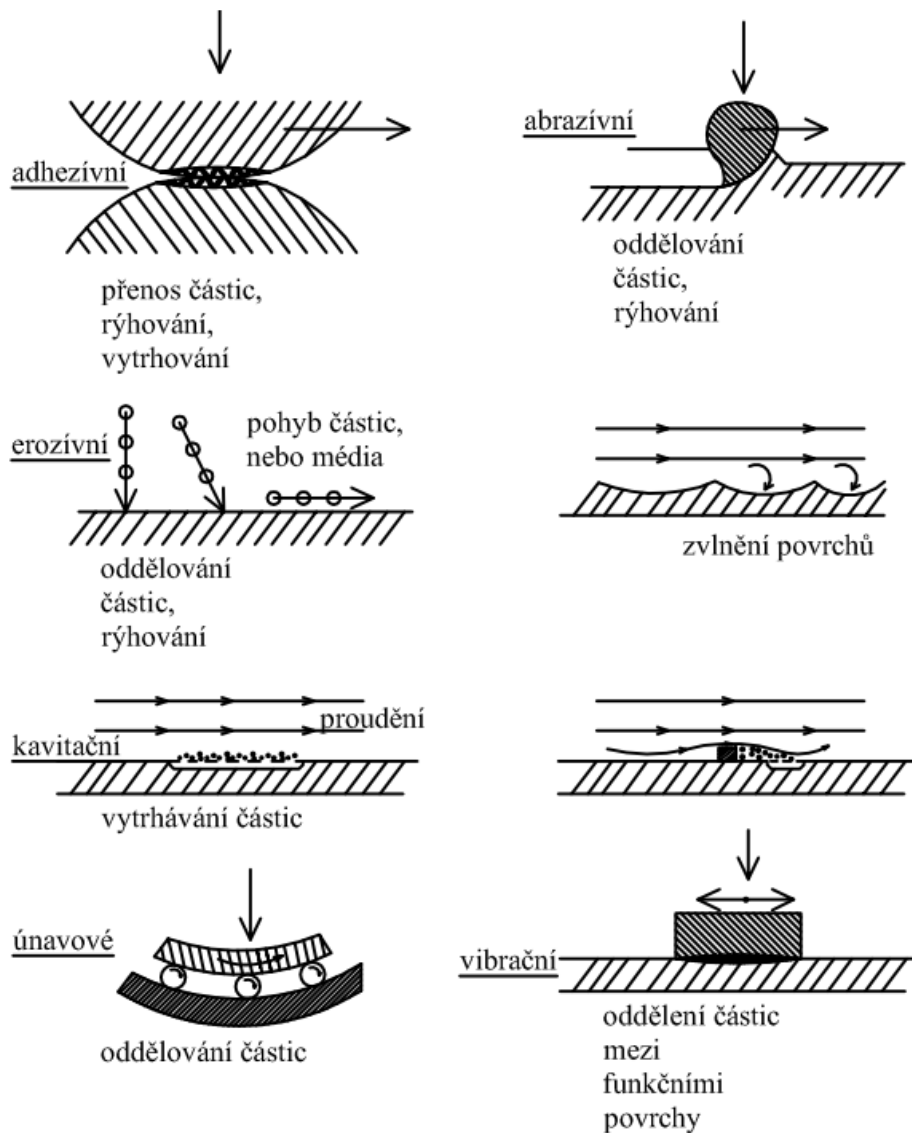 adhezívní
přenos částic,
rýhování,
vytrhování
abrazívní
oddělování
částic,
rýhování
erozívní
pohyb částic,
nebo média
oddělování
částic,
rýhování
zvlnění povrchů
kavitační
proudění
vytrhávání částic
únavové
oddělování částic
vibrační
oddělení částic
mezi
funkčními
povrchy